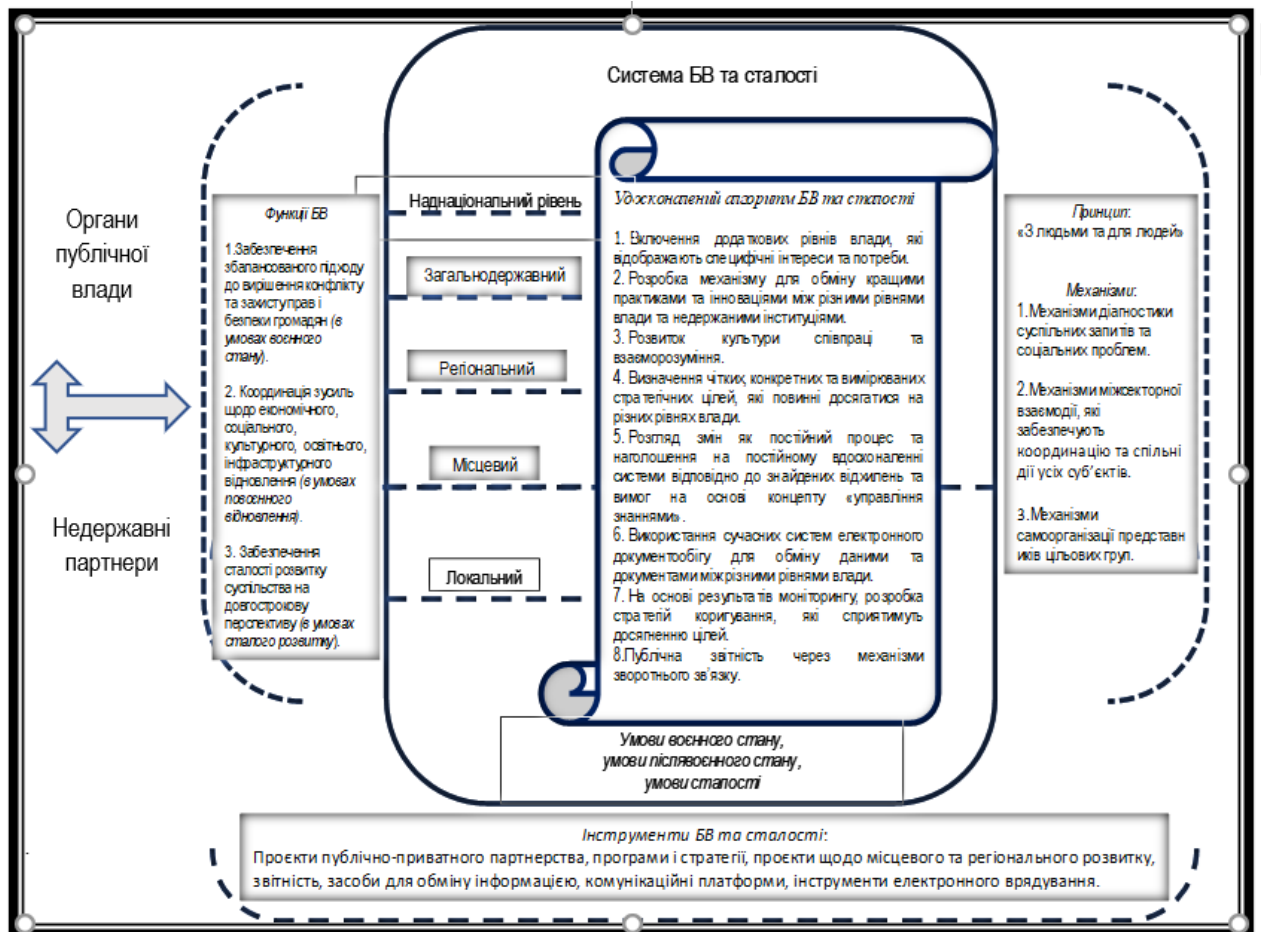 Система БВ та сталості
Органи
публічної
влади
Недержавні
партнери
Функції БВ
1.Забезпечення
збалансованого підходу
до вирішення конфлікту
та захисту прав і
безпеки громадян (в
умовах воєнного
стану).
2. Координація зусиль
щодо економічного,
соціального,
культурного, освітнього,
інфраструктурного
відновлення (в умовах
повоєнного
відновлення).
3. Забезпечення
сталості розвитку
суспільства на
довгострокову
перспективу (в умовах
сталого розвитку).
Наднаціональний рівень
Загальнодержавний
Регіональний
Місцевий
Локальний
Удосконалений алгоритм БВ та сталості
1. Включення додаткових рівнів влади, які
відображають специфічні інтереси та потреби.
2. Розробка механізму для обміну кращими
практиками та інноваціями між різними рівнями
влади та недержаними інституціями.
3. Розвиток культури співпраці та
взаєморозуміння.
4. Визначення чітких, конкретних та вимірюваних
стратегічних цілей, які повинні досягатися на
різних рівнях влади.
5. Розгляд змін як постійний процес та
наголошення на постійному вдосконаленні
системи відповідно до знайдених відхилень та
вимог на основі концепту «управління
знаннями».
6. Використання сучасних систем електронного
документообігу для обміну даними та
документами між різними рівнями влади.
7. На основі результатів моніторингу, розробка
стратегій коригування, які сприятимуть
досягненню цілей.
8.Публічна звітність через механізми
зворотнього зв’язку.
Принцип:
«З людьми та для людей»
Механізми:
1.Механізми діагностики
суспільних запитів та
соціальних проблем.
2.Механізми міжсекторної
взаємодії, які
забезпечують
координацію та спільні
дії усіх суб’єктів.
3.Механізми
самоорганізації представн
иків цільових груп.
Умови воєнного стану,
умови післявоєнного стану,
умови сталості
Інструменти БВ та сталості:
Проєкти публічно-приватного партнерства, програми і стратегії, проєкти щодо місцевого та регіонального розвитку,
звітність, засоби для обміну інформацією, комунікаційні платформи, інструменти електронного врядування.